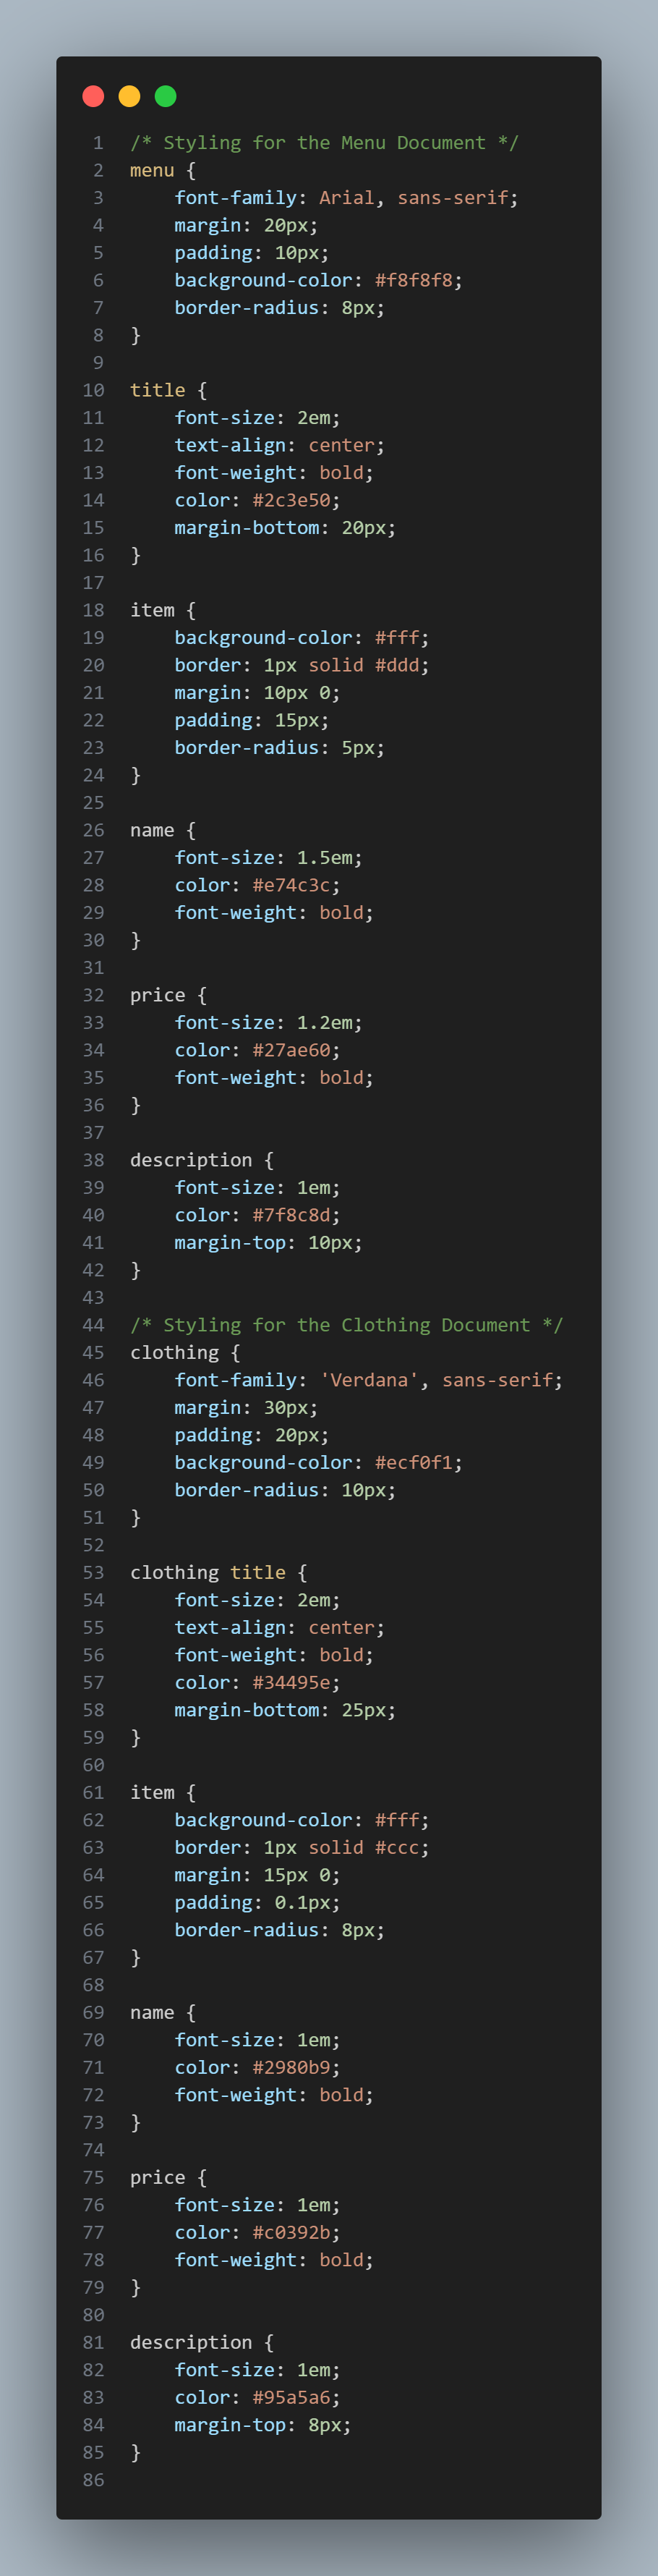 1 /* Styling for the Menu Document */
2 menu {
3     font-family: Arial, sans-serif;
4     margin: 20px;
5     padding: 10px;
6     background-color: #f8f8f8;
7     border-radius: 8px;
8 }
9
10 title {
11     font-size: 2em;
12     text-align: center;
13     font-weight: bold;
14     color: #2c3e50;
15     margin-bottom: 20px;
16 }
17
18 item {
19     background-color: #fff;
20     border: 1px solid #ddd;
21     margin: 10px 0;
22     padding: 15px;
23     border-radius: 5px;
24 }
25
26 name {
27     font-size: 1.5em;
28     color: #e74c3c;
29     font-weight: bold;
30 }
31
32 price {
33     font-size: 1.2em;
34     color: #27ae60;
35     font-weight: bold;
36 }
37
38 description {
39     font-size: 1em;
40     color: #7f8c8d;
41     margin-top: 10px;
42 }
43
44 /* Styling for the Clothing Document */
45 clothing {
46     font-family: 'Verdana', sans-serif;
47     margin: 30px;
48     padding: 20px;
49     background-color: #ecf0f1;
50     border-radius: 10px;
51 }
52
53 clothing title {
54     font-size: 2em;
55     text-align: center;
56     font-weight: bold;
57     color: #34495e;
58     margin-bottom: 25px;
59 }
60
61 item {
62     background-color: #fff;
63     border: 1px solid #ccc;
64     margin: 15px 0;
65     padding: 0.1px;
66     border-radius: 8px;
67 }
68
69 name {
70     font-size: 1em;
71     color: #2980b9;
72     font-weight: bold;
73 }
74
75 price {
76     font-size: 1em;
77     color: #c0392b;
78     font-weight: bold;
79 }
80
81 description {
82     font-size: 1em;
83     color: #95a5a6;
84     margin-top: 8px;
85 }
86